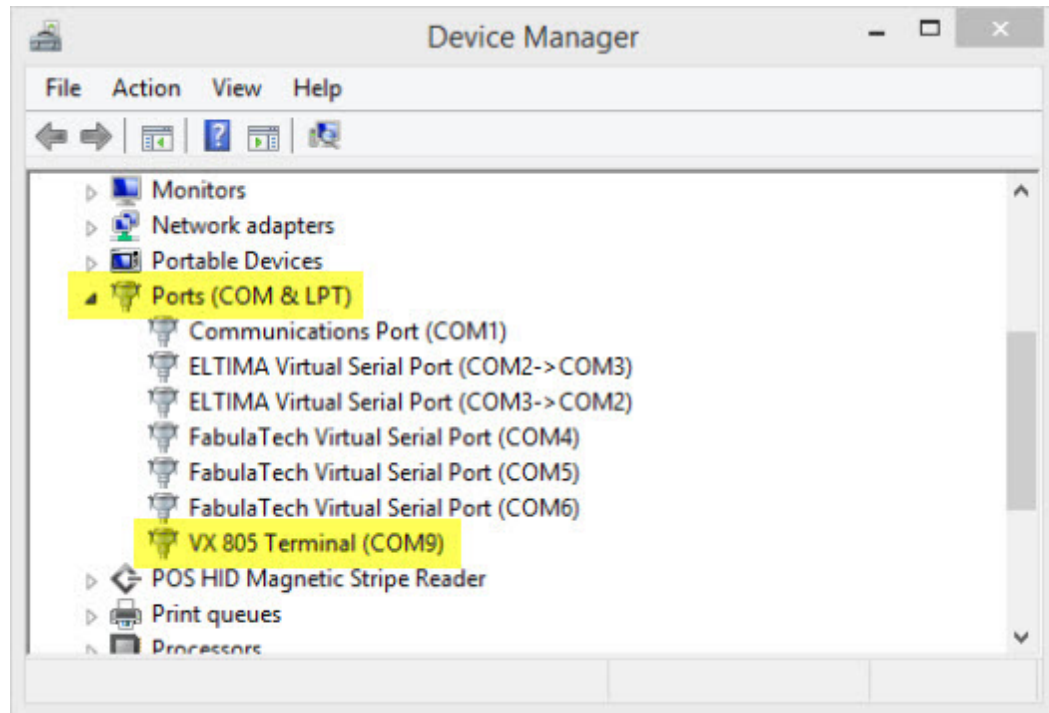 Device Manager
File Action View Help
Monitors
Network adapters
Portable Devices
Ports (COM & LPT)
Communications Port (COM1)
ELTIMA Virtual Serial Port (COM2->COM3)
ELTIMA Virtual Serial Port (COM3->COM2)
FabulaTech Virtual Serial Port (COM4)
FabulaTech Virtual Serial Port (COM5)
FabulaTech Virtual Serial Port (COM6)
VX 805 Terminal (COM9)
POS HID Magnetic Stripe Reader
Print queues
Processors